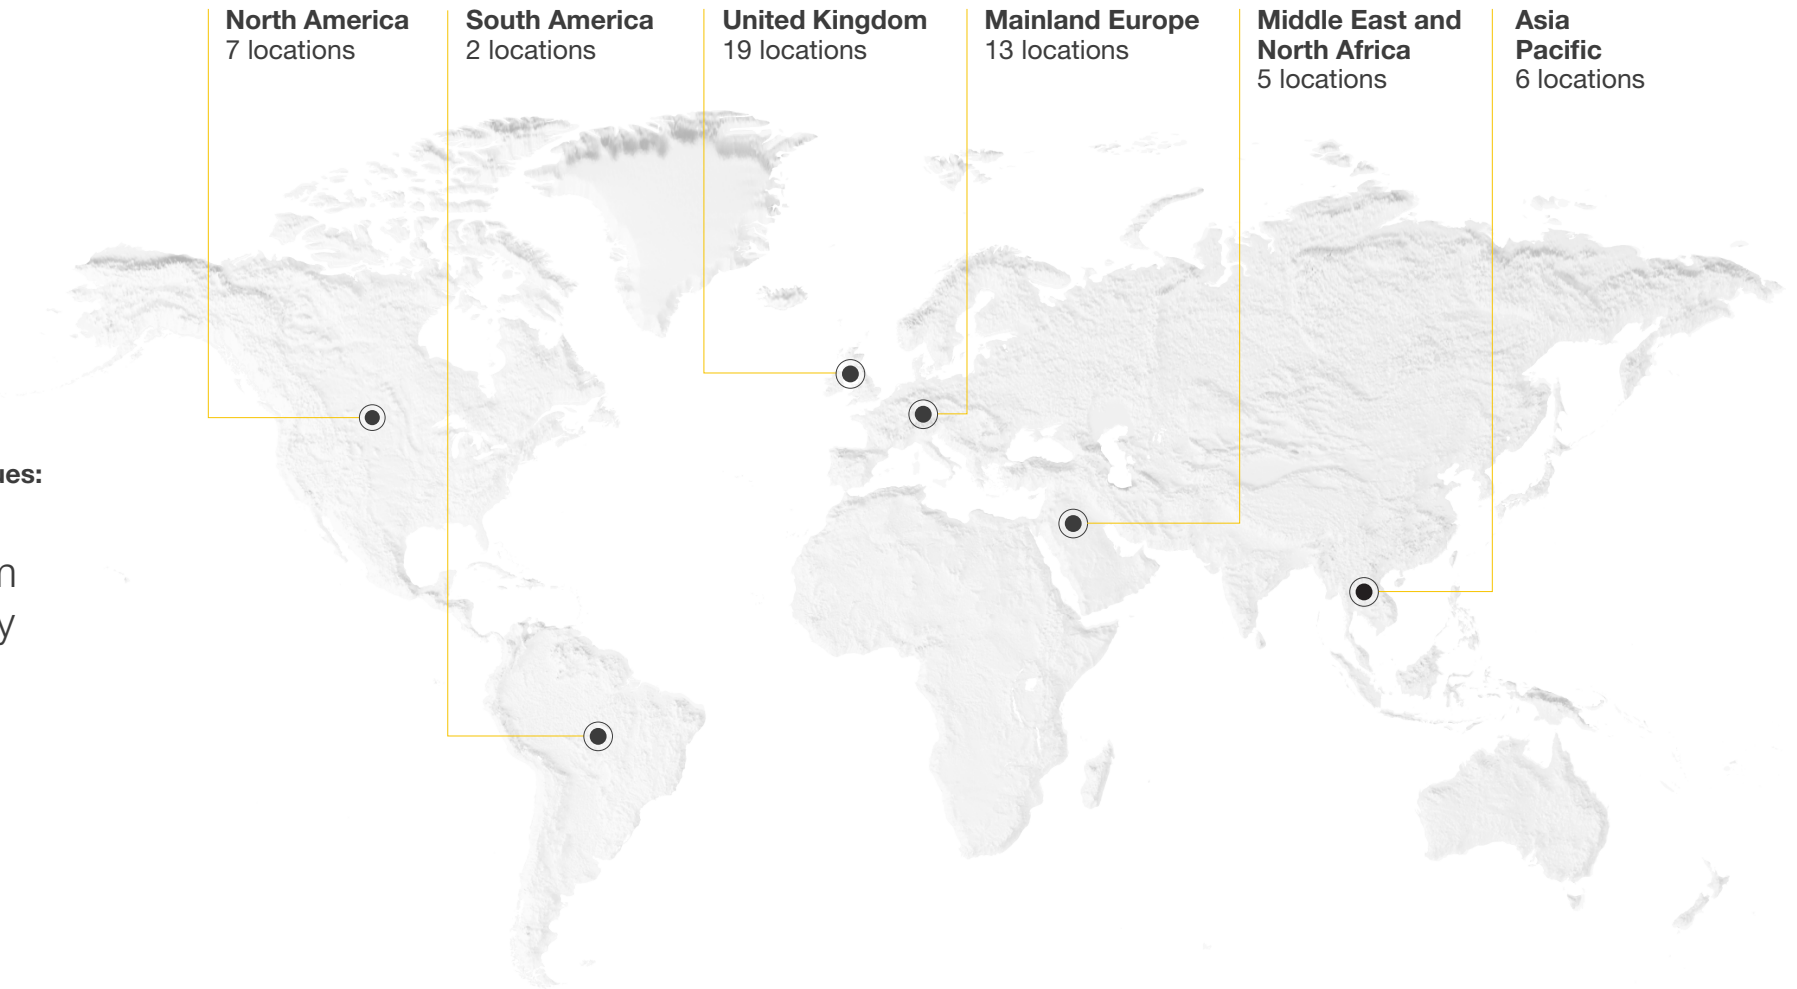 North America
7 locations
South America
2 locations
United Kingdom
19 locations
Mainland Europe
13 locations
Middle East and
North Africa
5 locations
Asia
Pacific
6 locations
ues:
n
y